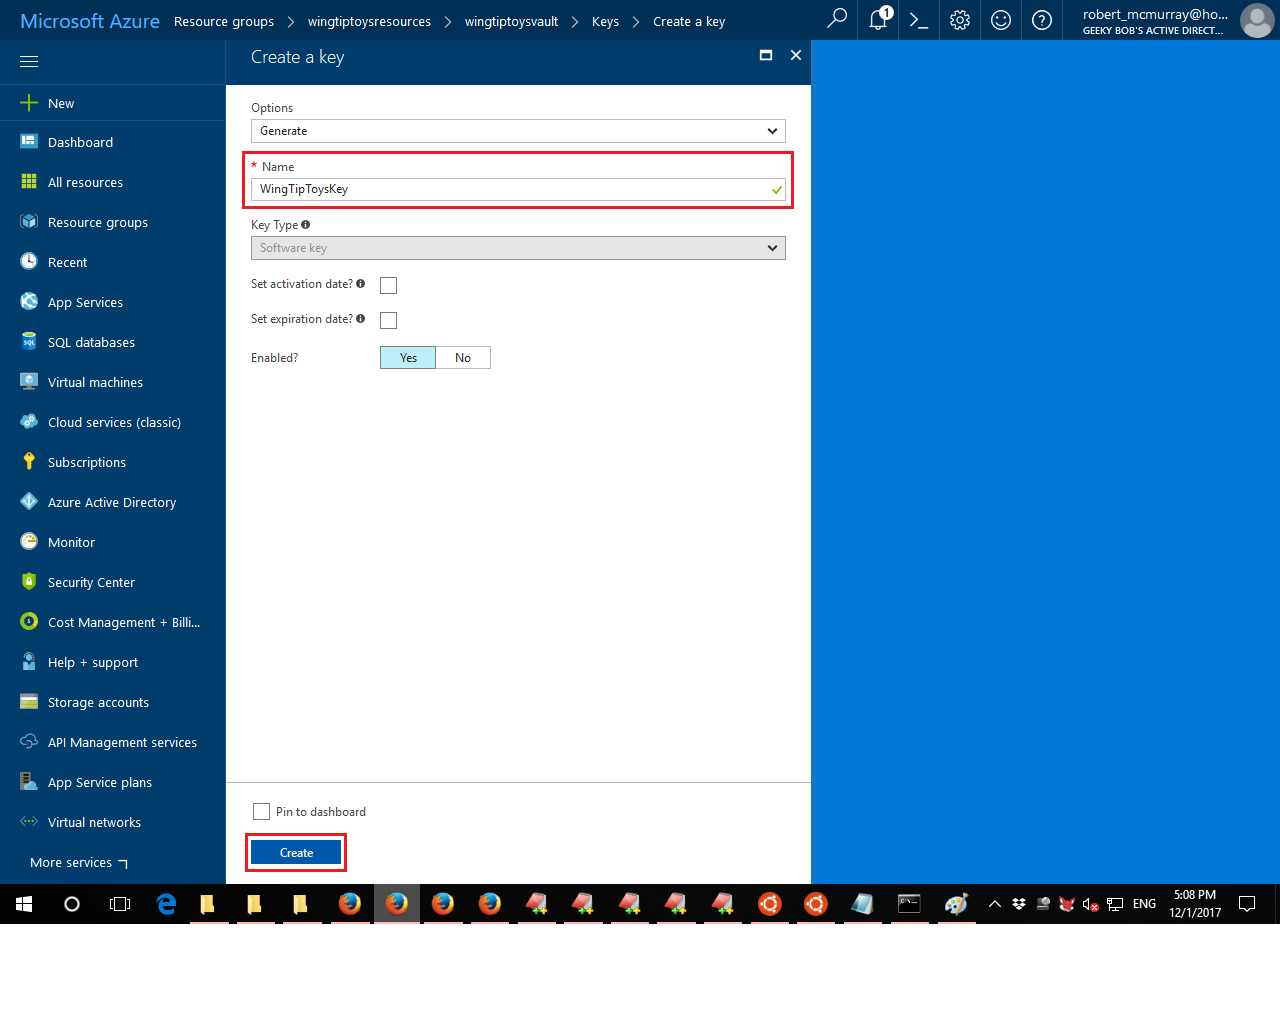 Microsoft Azure Resource groups wingtiptoysresources wingtiptoysvault Keys Create a key 1 robert_mcmurray@ho...
GEEKY BOB'S ACTIVE DIRECT...
Create a key
New
Dashboard
All resources
Resource groups
Recent
App Services
SQL databases
Virtual machines
Cloud services (classic)
Subscriptions
Azure Active Directory
Monitor
Security Center
Cost Management + Billi...
Help + support
Storage accounts
API Management services
App Service plans
Virtual networks
More services
Options
Generate
* Name
WingTipToysKey
Key Type
Software key
Set activation date?
Set expiration date?
Enabled? Yes No
Pin to dashboard
Create
ENG
5:08 PM
12/1/2017